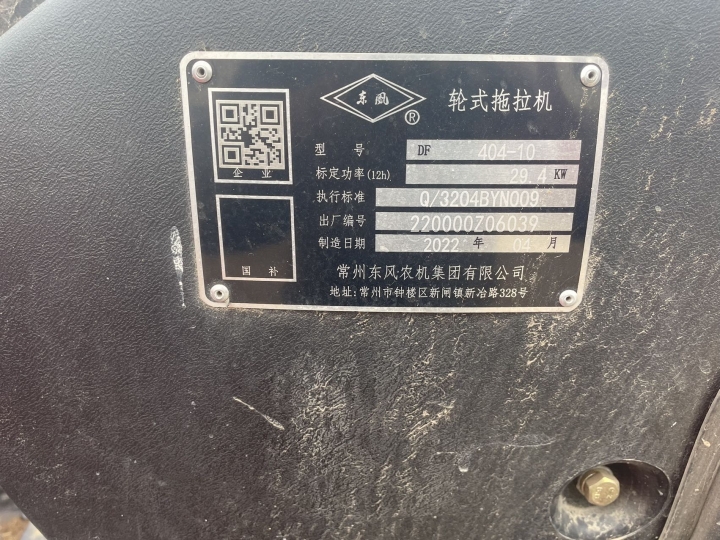 东風 ® 轮式拖拉机
型 号 DF 404-10
标定功率(12h) 29.4 KW
执行标准 Q/3204BYN009
出厂编号 220000Z06039
制造日期 2022 年 04 月
企 业
国 补
常州东风农机集团有限公司
地址:常州市钟楼区新闸镇新冶路328号